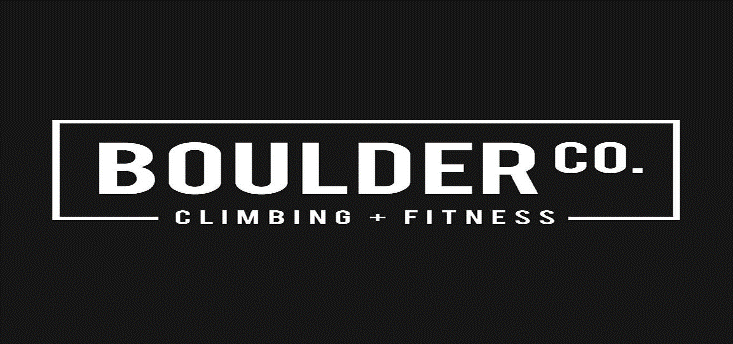 BOULDER CO.
CLIMBING + FITNESS